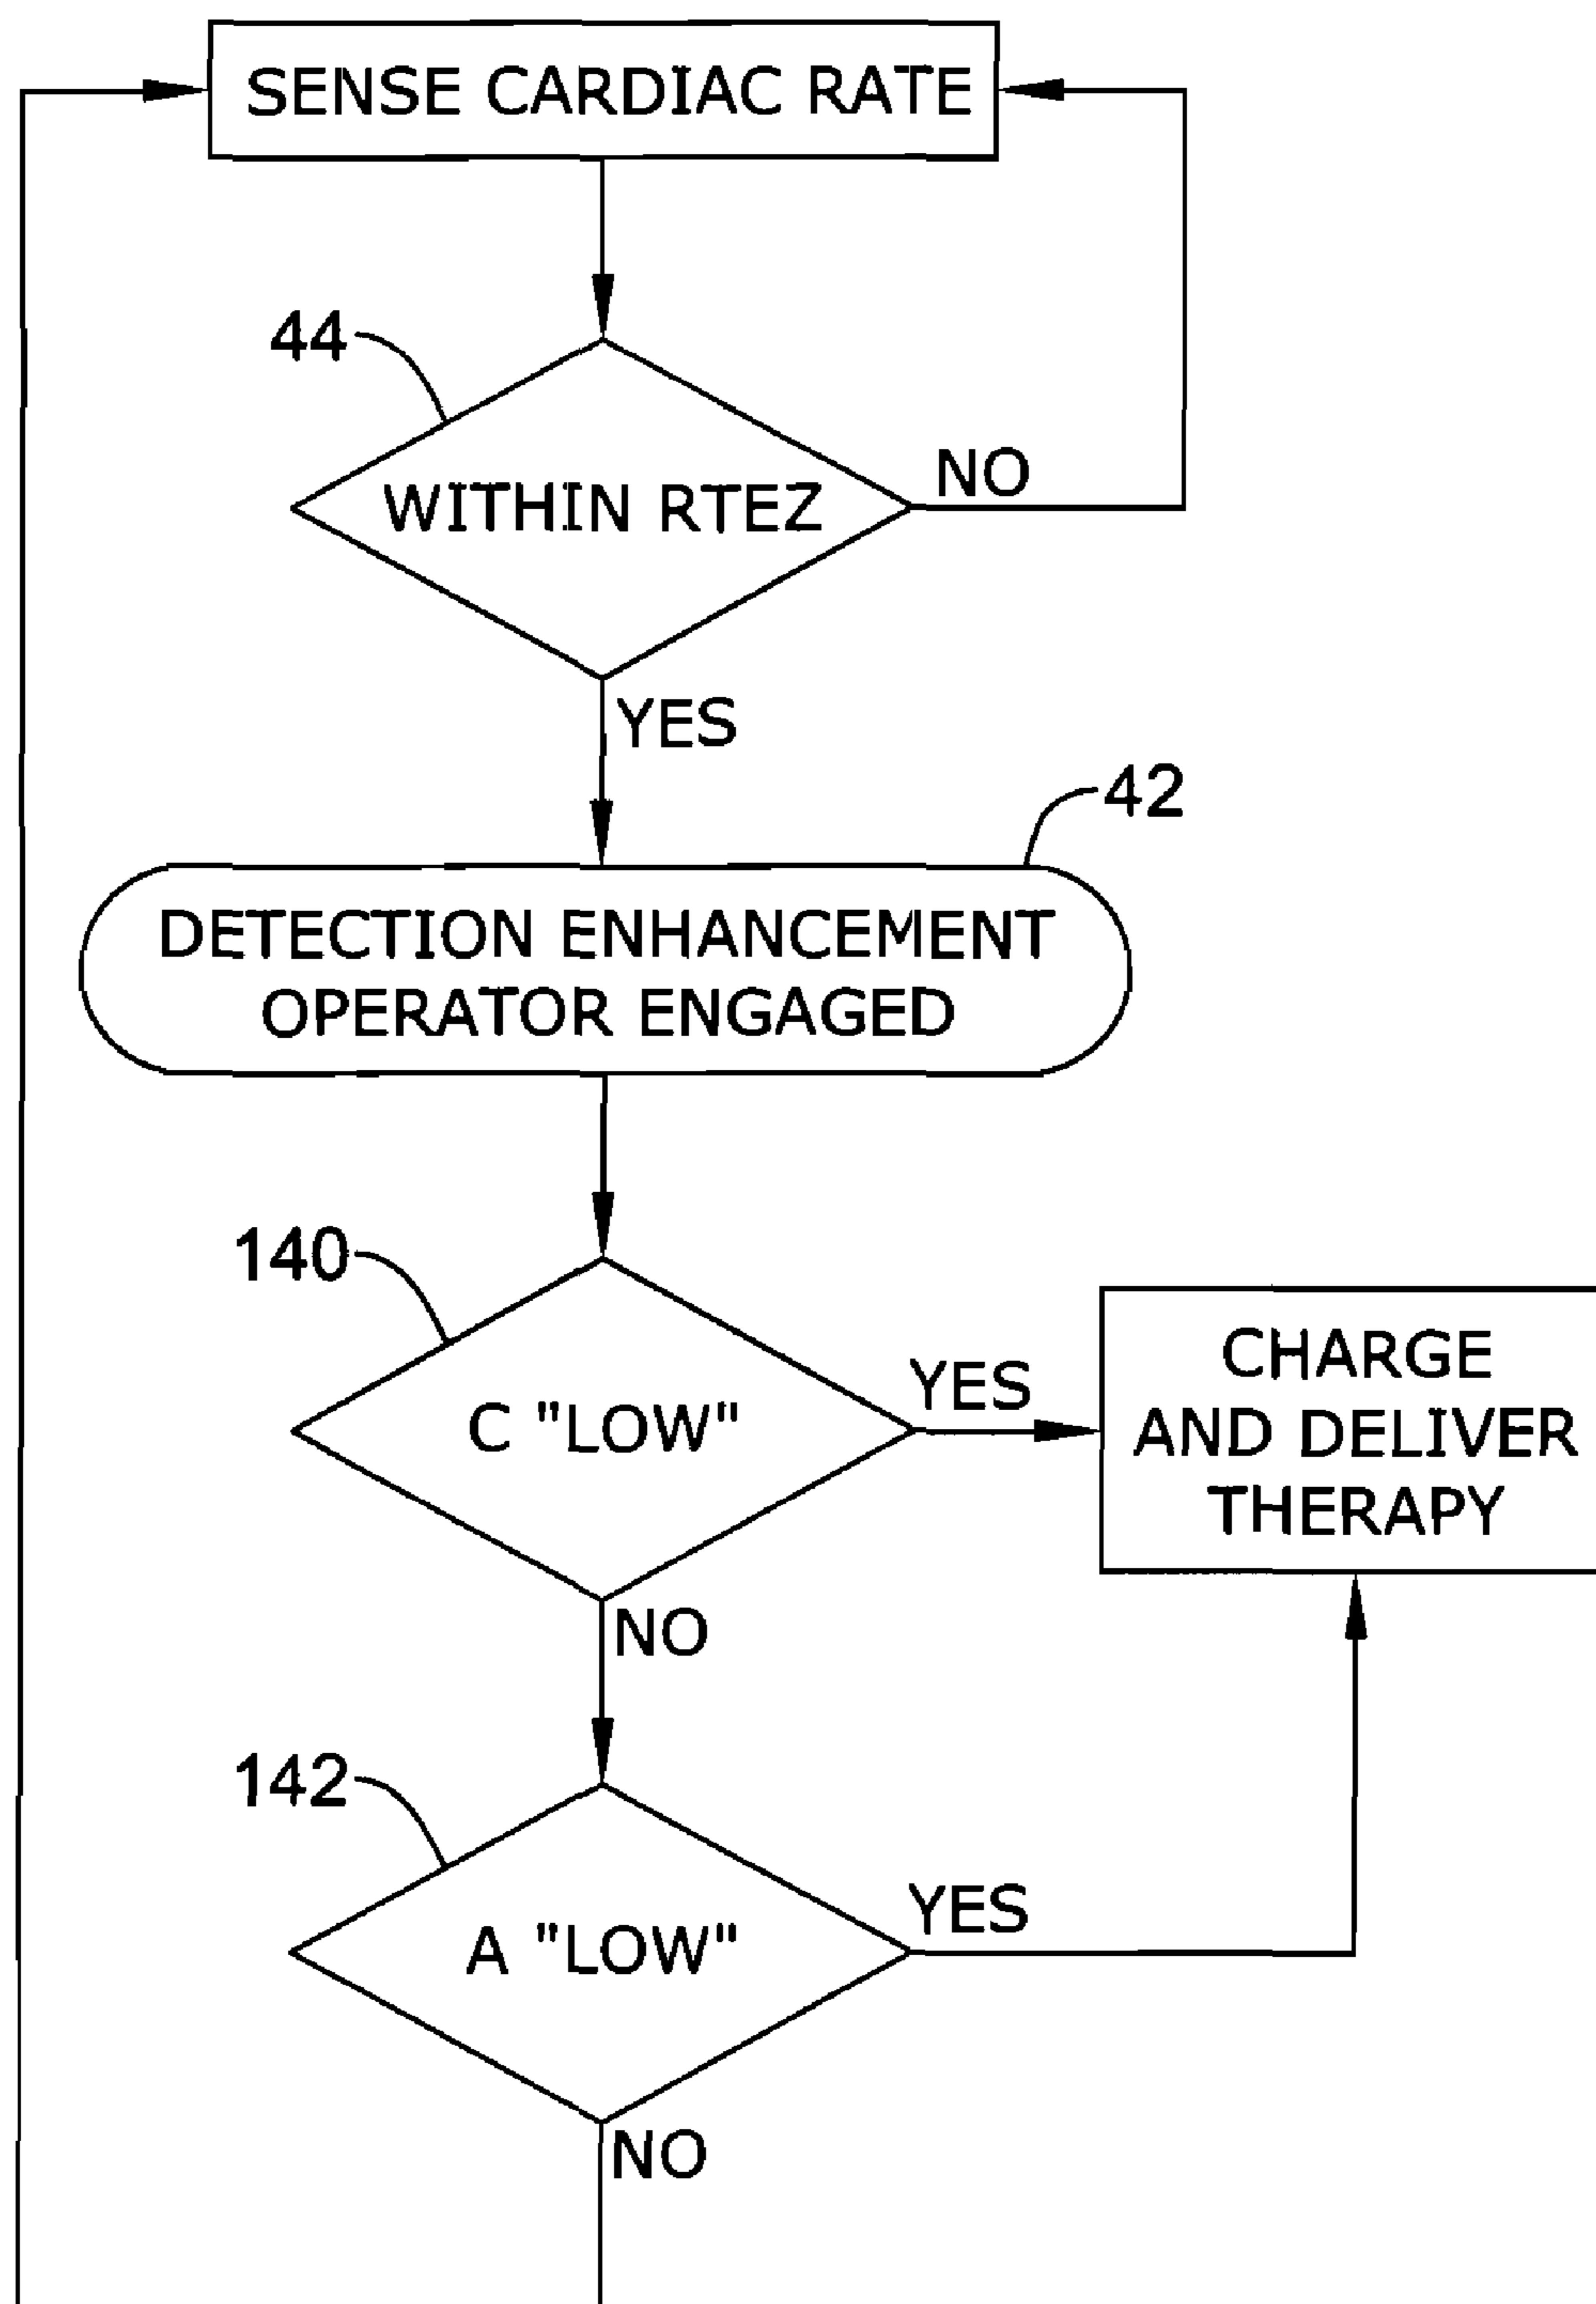 SENSE CARDIAC RATE
44
WITHIN RTEZ
NO
YES
42
DETECTION ENHANCEMENT
OPERATOR ENGAGED
140
C "LOW"
YES
CHARGE
AND DELIVER
THERAPY
NO
142
A "LOW"
YES
NO